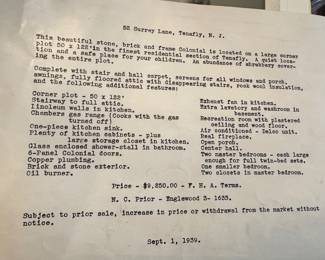 52 Surrey Lane, Tenafly, N. J.
This beautiful stone, brick and frame Colonial is located on a large corner
plot 50 x 122'in the finest residential section of Tenafly. A quiet loca-
tion and a safe place for your children. An abundance of shrubbery cover-
ing the entire plot.
Complete with stair and hall carpet, screens for all windows and porch,
awnings, fully floored attic with disappearing stairs, rock wool insulation,
and the following additional features:
Corner plot - 50 x 122'
Stairway to full attic.
Linoleum walls in kitchen.
Chambers gas range (Cooks with the gas
turned off)
One-piece kitchen sink.
Plenty of kitchen cabinets - plus
large storage closet in kitchen.
Glass enclosed shower-stall in bathroom.
6-Panel Colonial doors.
Copper plumbing.
Brick and stone exterior.
Oil burner.
Exhaust fan in kitchen.
Extra lavatory and washroom in
basement.
Recreation room with plastered
ceiling and wood floor.
Air conditioned - Delco unit.
Real fireplace.
Open porch.
Center hall.
Two master bedrooms - each large
enough for full twin-bed sets.
One smaller bedroom.
Two closets in master bedroom.
Price - $9,250.00 - F. H. A. Terms.
N. C. Prior - Englewood 3- 1633.
Subject to prior sale, increase in price or withdrawal from the market without
notice.
Sept. 1, 1939.